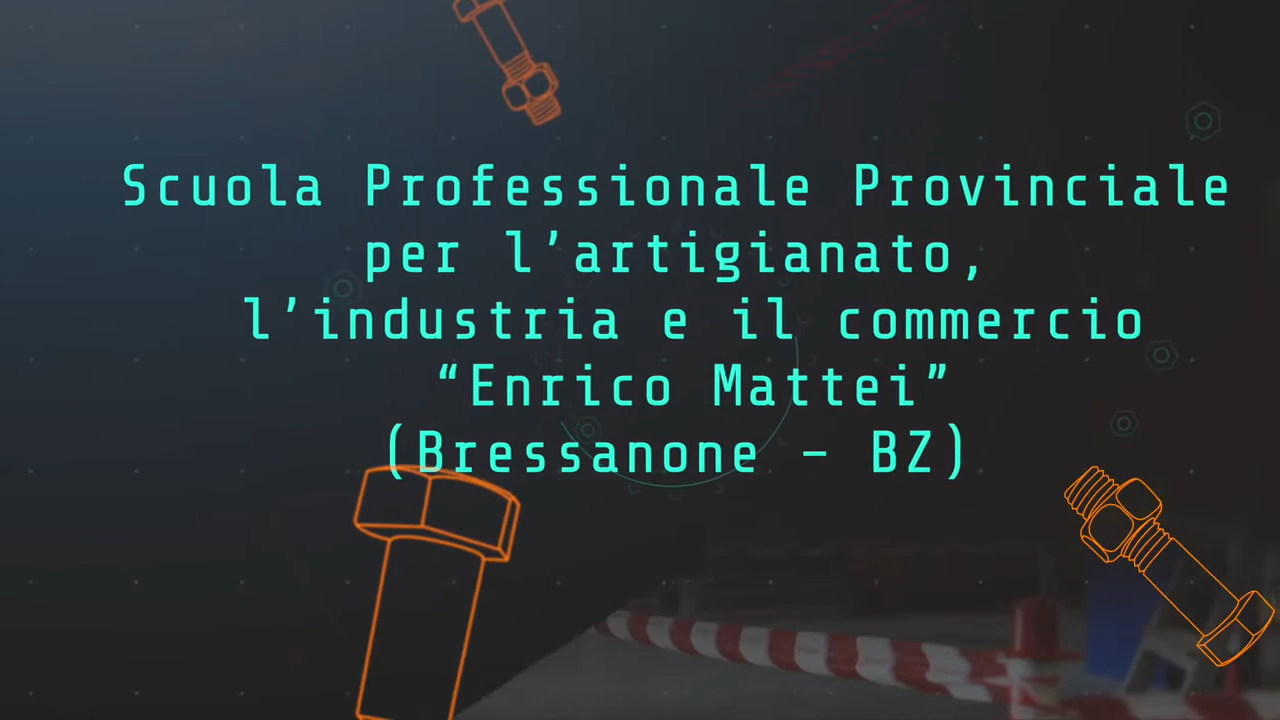 Scuola Professionale Provinciale
per l’artigianato,
l’industria e il commercio
“Enrico Mattei”
(Bressanone – BZ)